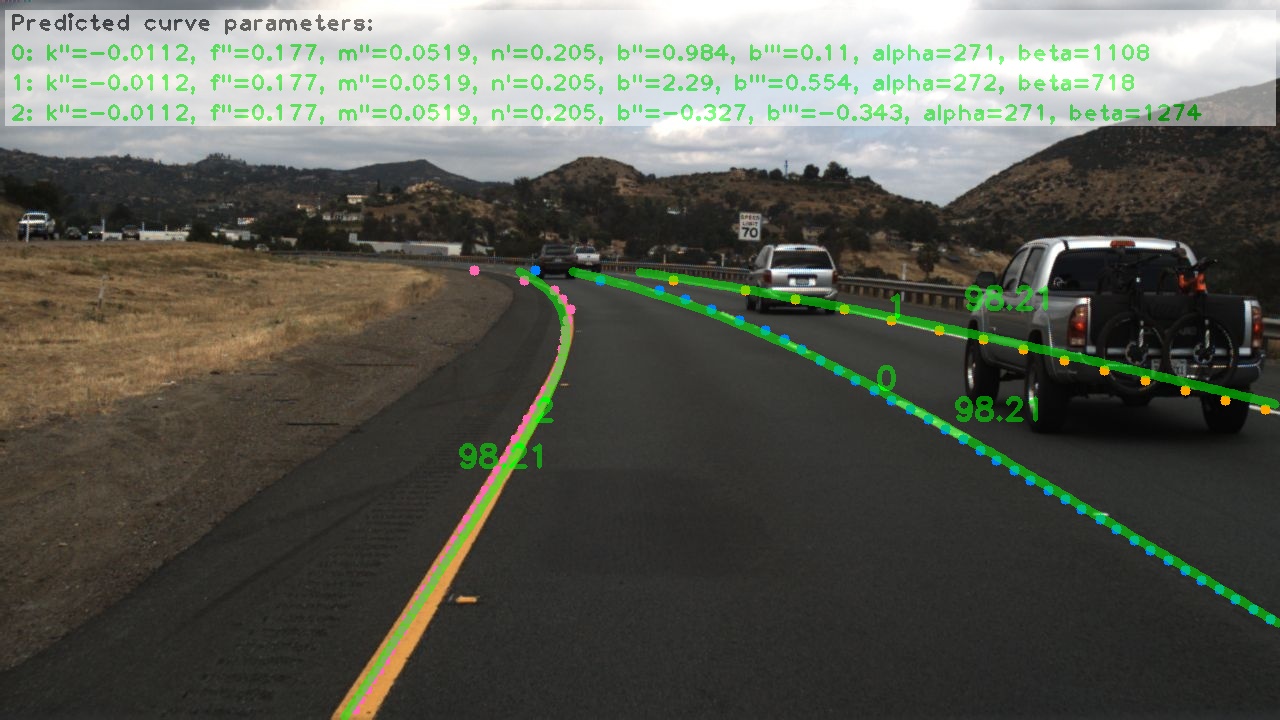 Predicted curve parameters:
0: k''=-0.0112, f''=0.177, m''=0.0519, n'=0.205, b''=0.984, b'''=0.11, alpha=271, beta=1108
1: k''=-0.0112, f''=0.177, m''=0.0519, n'=0.205, b''=2.29, b'''=0.554, alpha=272, beta=718
2: k''=-0.0112, f''=0.177, m''=0.0519, n'=0.205, b''=-0.327, b'''=-0.343, alpha=271, beta=1274
SPEED
LIMIT
70
1
98.21
0
98.21
2
98.21